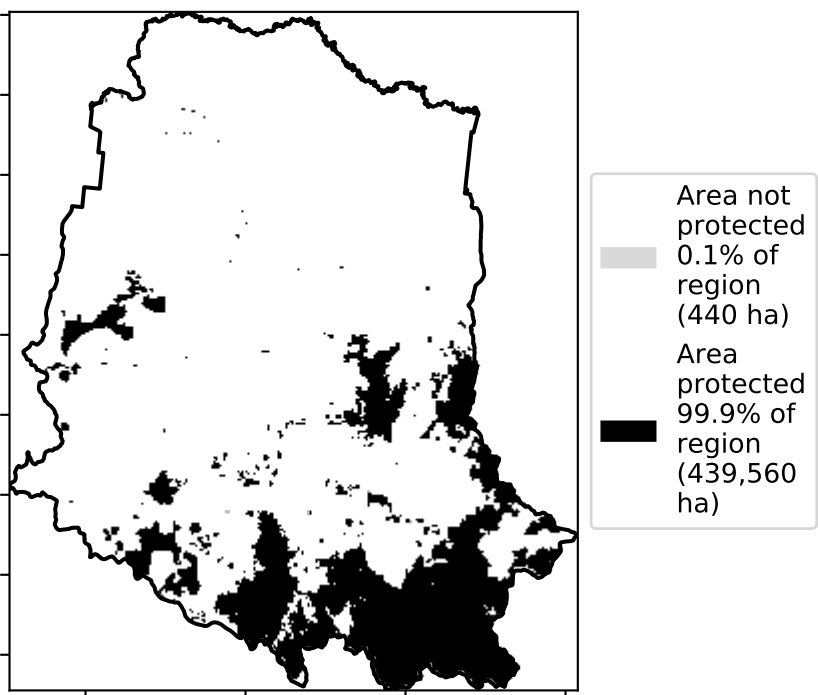 Area not
protected
0.1% of
region
(440 ha)
Area
protected
99.9% of
region
(439,560
ha)